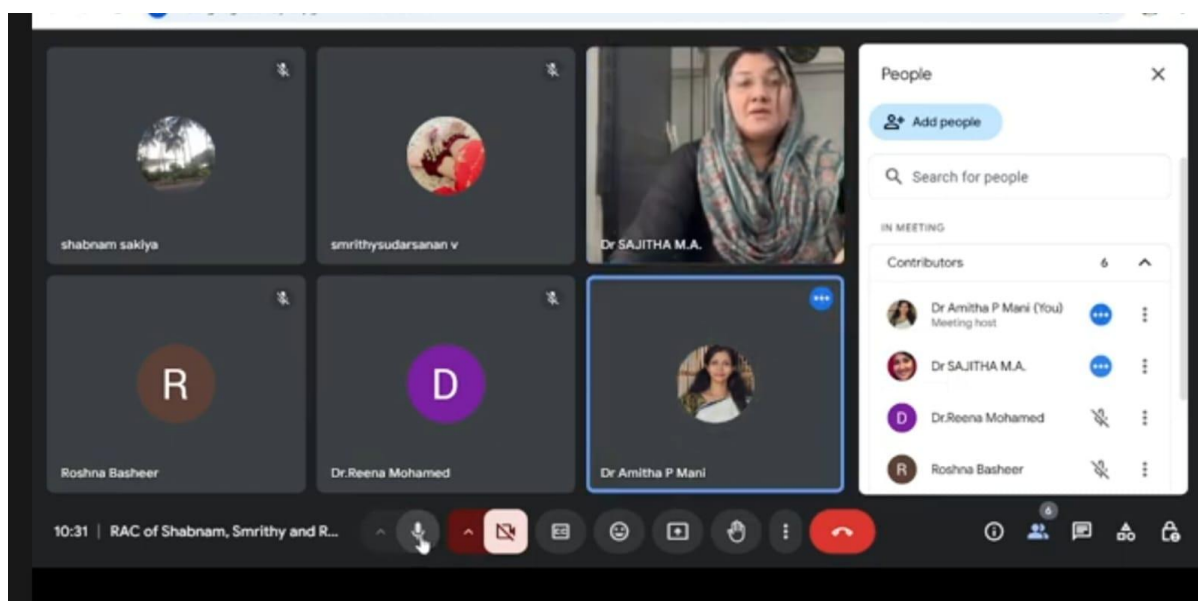 shabnam sakiya
smrithysudarsanan v
Dr SAJITHA M.A.
R
Roshna Basheer
D
Dr.Reena Mohamed
Dr Amitha P Mani
People
Add people
Search for people
IN MEETING
Contributors 6
Dr Amitha P Mani (You)
Meeting host
Dr SAJITHA M.A.
D Dr.Reena Mohamed
R Roshna Basheer
10:31 | RAC of Shabnam, Smrithy and R...
6